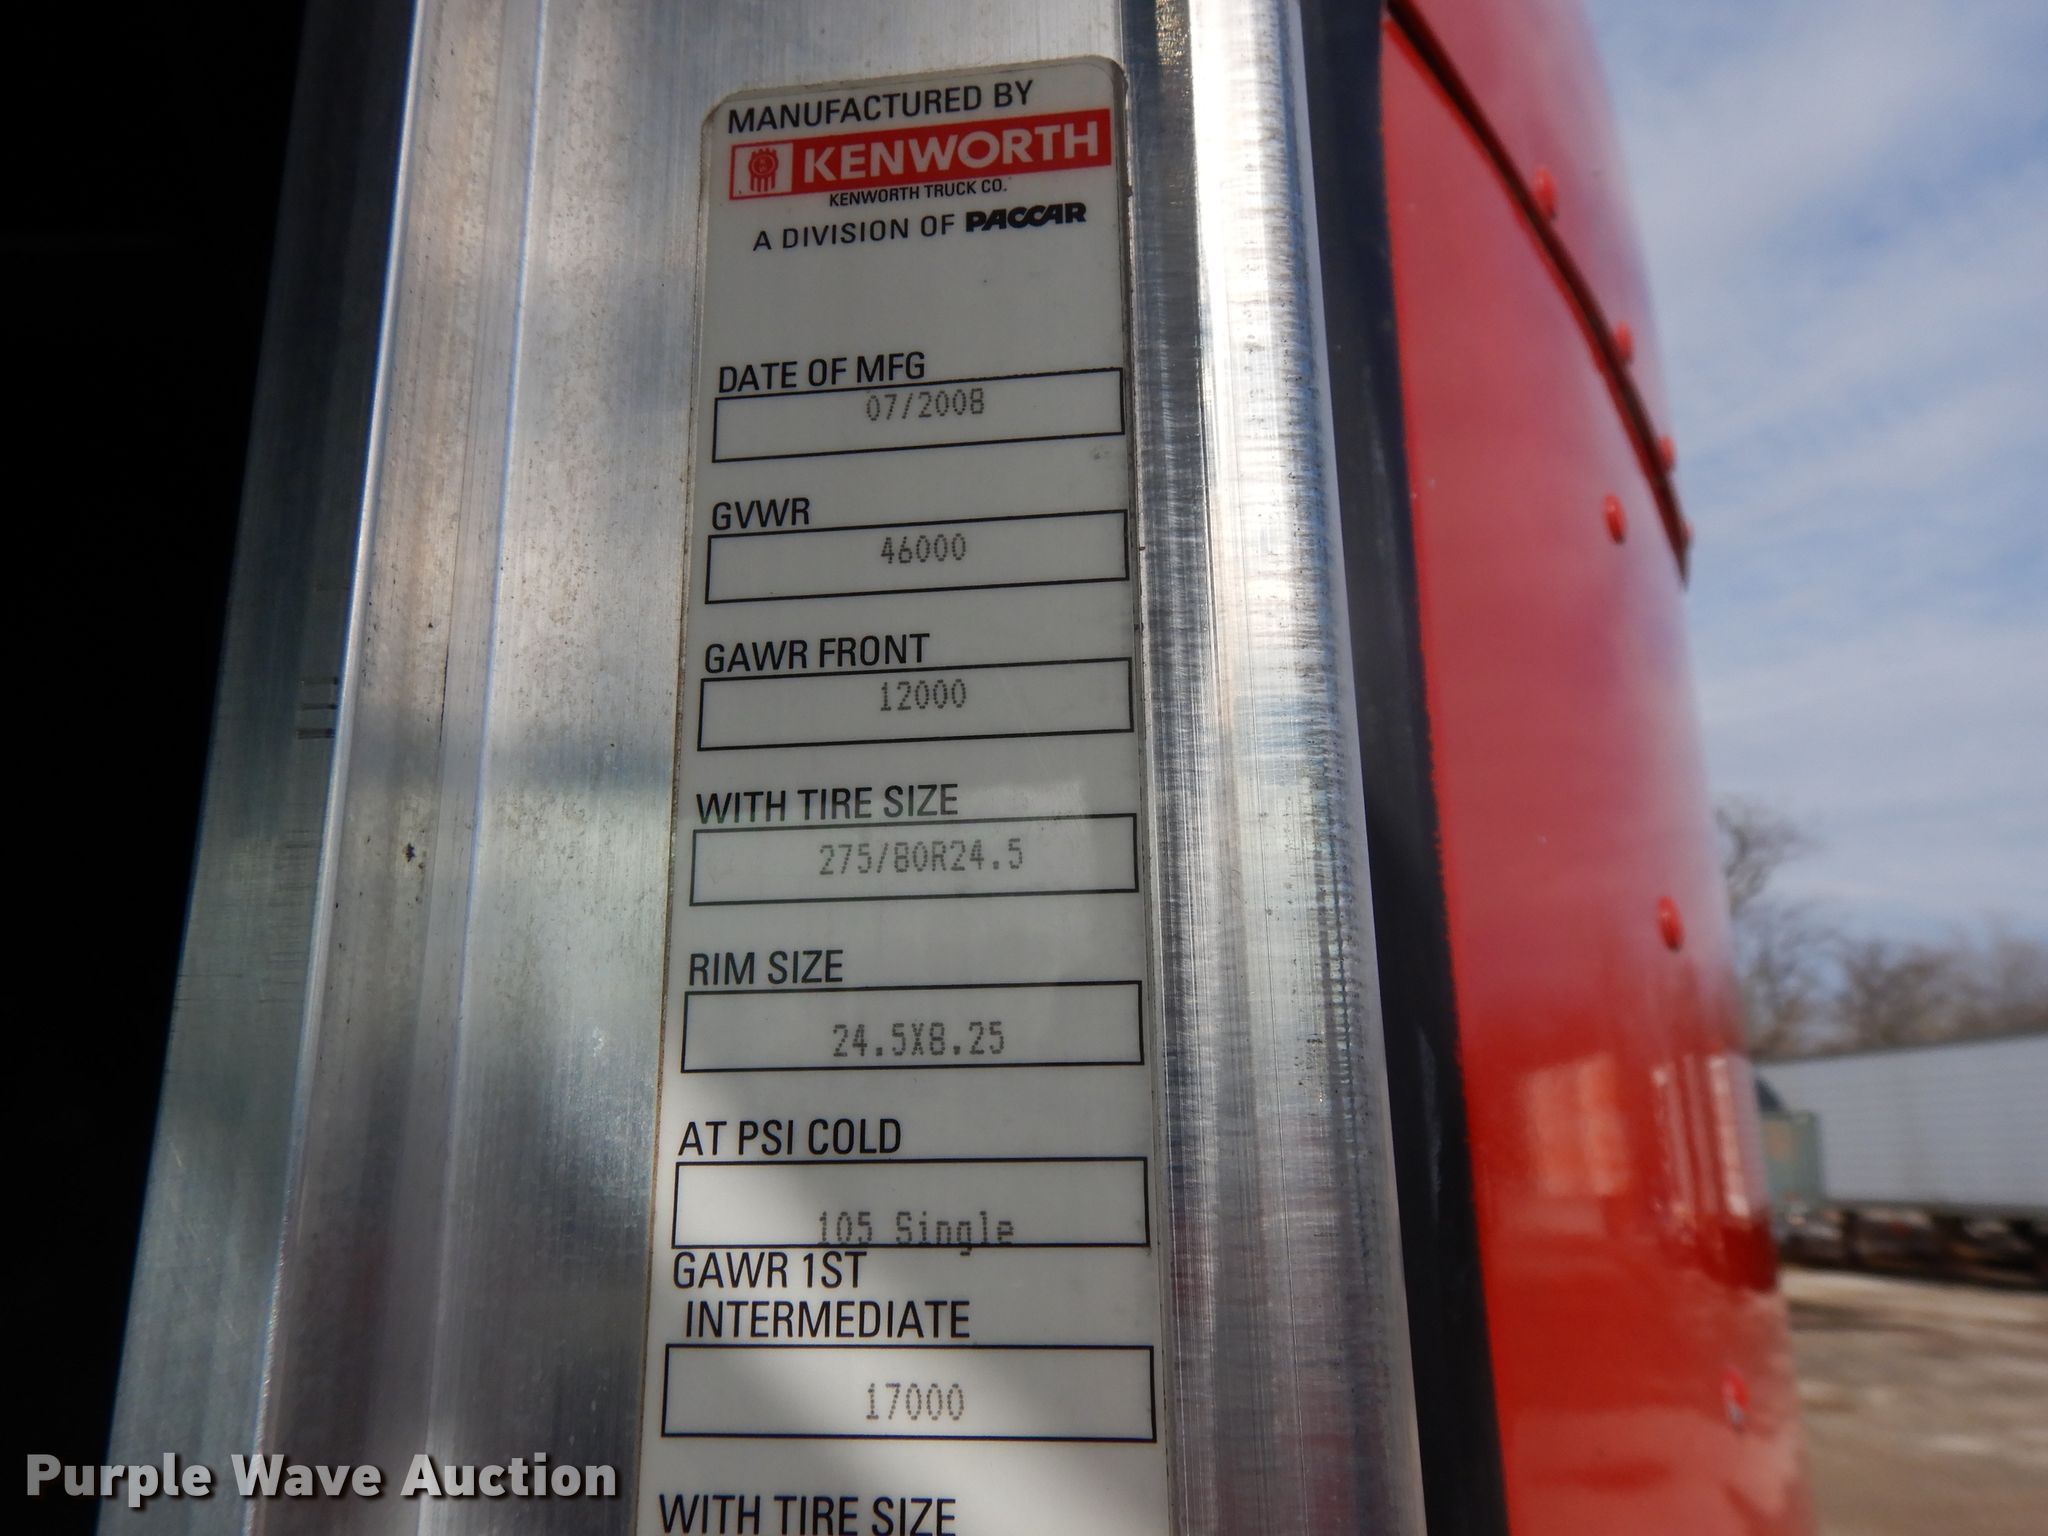 MANUFACTURED BY
KENWORTH
KENWORTH TRUCK CO.
A DIVISION OF PACCAR
DATE OF MFG
07/2008
GVWR
46000
GAWR FRONT
12000
WITH TIRE SIZE
275/80R24.5
RIM SIZE
24.5X8.25
AT PSI COLD
105 Single
GAWR 1ST
INTERMEDIATE
17000
WITH TIRE SIZE
Purple Wave Auction